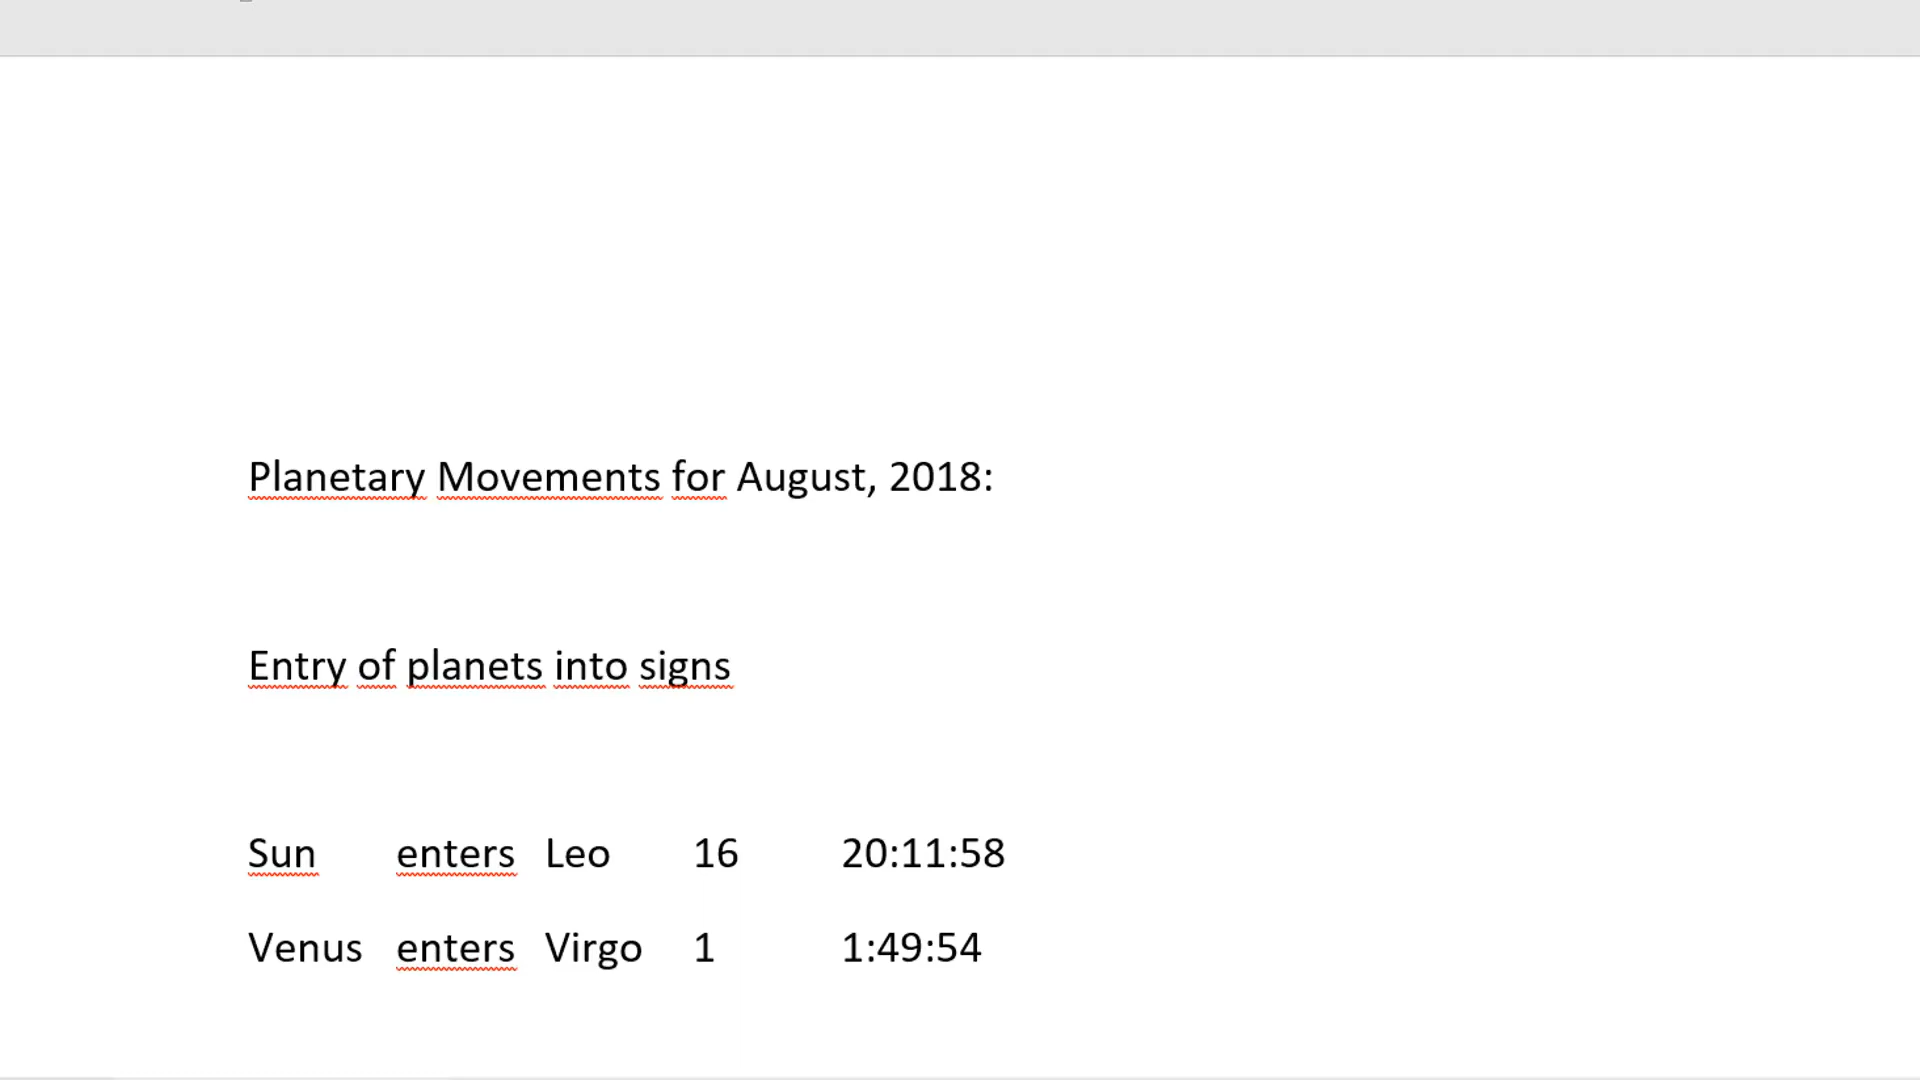 Planetary Movements for August, 2018:
Entry of planets into signs
Sun enters Leo 16 20:11:58
Venus enters Virgo 1 1:49:54